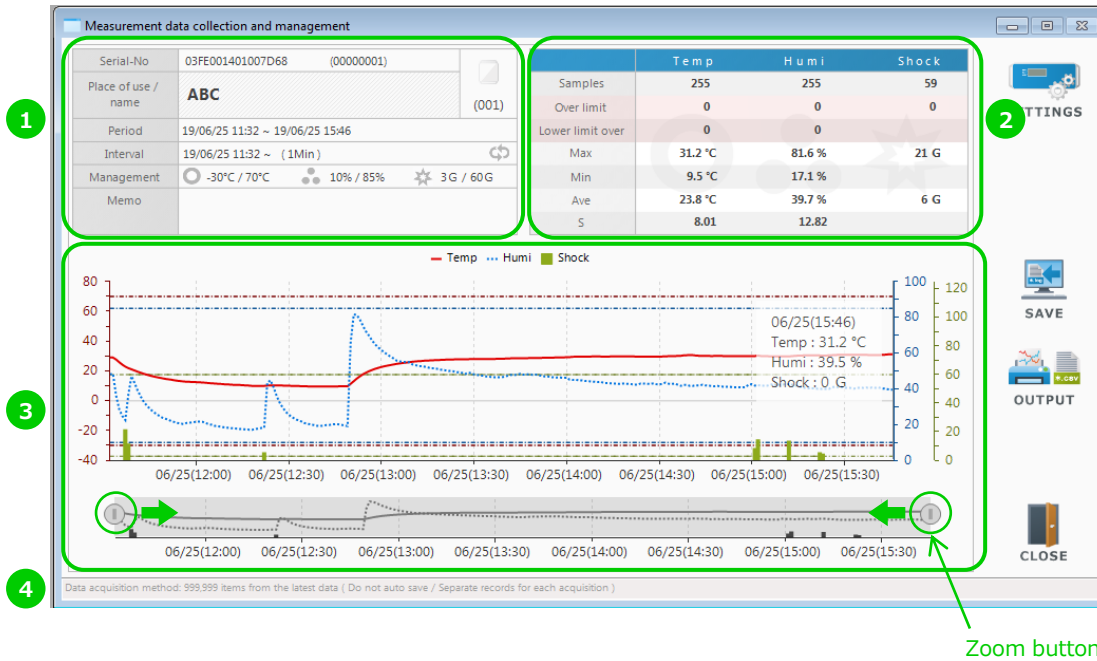 Measurement data collection and management
1
Serial-No 03FE001401007D68 (00000001)
Place of use / name ABC (001)
Period 19/06/25 11:32 ~ 19/06/25 15:46
Interval 19/06/25 11:32 ~ ( 1Min )
Management -30°C / 70°C 10% / 85% 3 G / 60 G
Memo
2
Temp Humi Shock
Samples 255 255 59
Over limit 0 0 0
Lower limit over 0 0
Max 31.2 °C 81.6 % 21 G
Min 9.5 °C 17.1 %
Ave 23.8 °C 39.7 % 6 G
S 8.01 12.82
TTINGS
SAVE
*.CSV
OUTPUT
CLOSE
3
Temp Humi Shock
80 100 120
60 80 100
40 60 80
20 40 60
0 20 40
-20 0 20
-40 0
06/25(15:46)
Temp : 31.2 °C
Humi : 39.5 %
Shock : 0 G
06/25(12:00) 06/25(12:30) 06/25(13:00) 06/25(13:30) 06/25(14:00) 06/25(14:30) 06/25(15:00) 06/25(15:30)
06/25(12:00) 06/25(12:30) 06/25(13:00) 06/25(13:30) 06/25(14:00) 06/25(14:30) 06/25(15:00) 06/25(15:30)
4
Data acquisition method: 999,999 items from the latest data ( Do not auto save / Separate records for each acquisition )
Zoom button